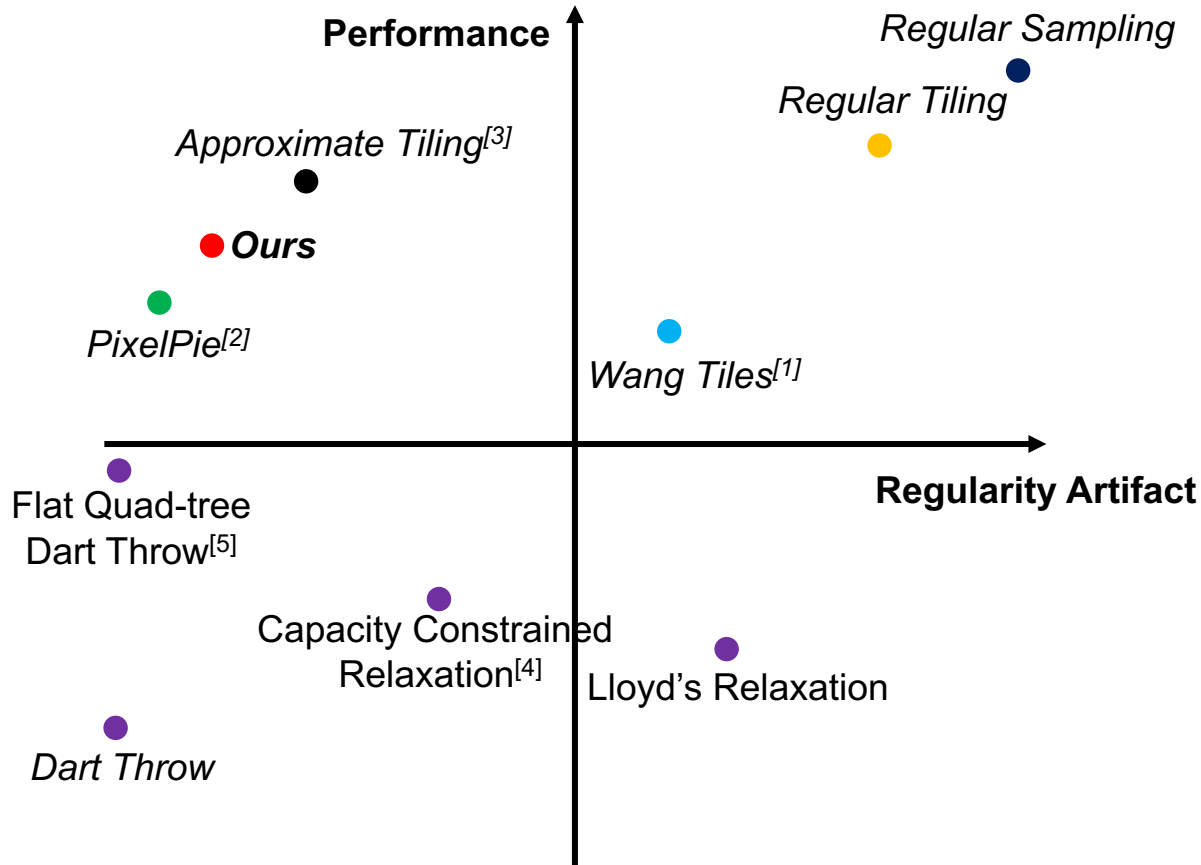 Performance
Regular Sampling
Regular Tiling
Approximate Tiling[3]
Ours
PixelPie[2]
Wang Tiles[1]
Regularity Artifact
Flat Quad-tree
Dart Throw[5]
Capacity Constrained
Relaxation[4]
Lloyd’s Relaxation
Dart Throw